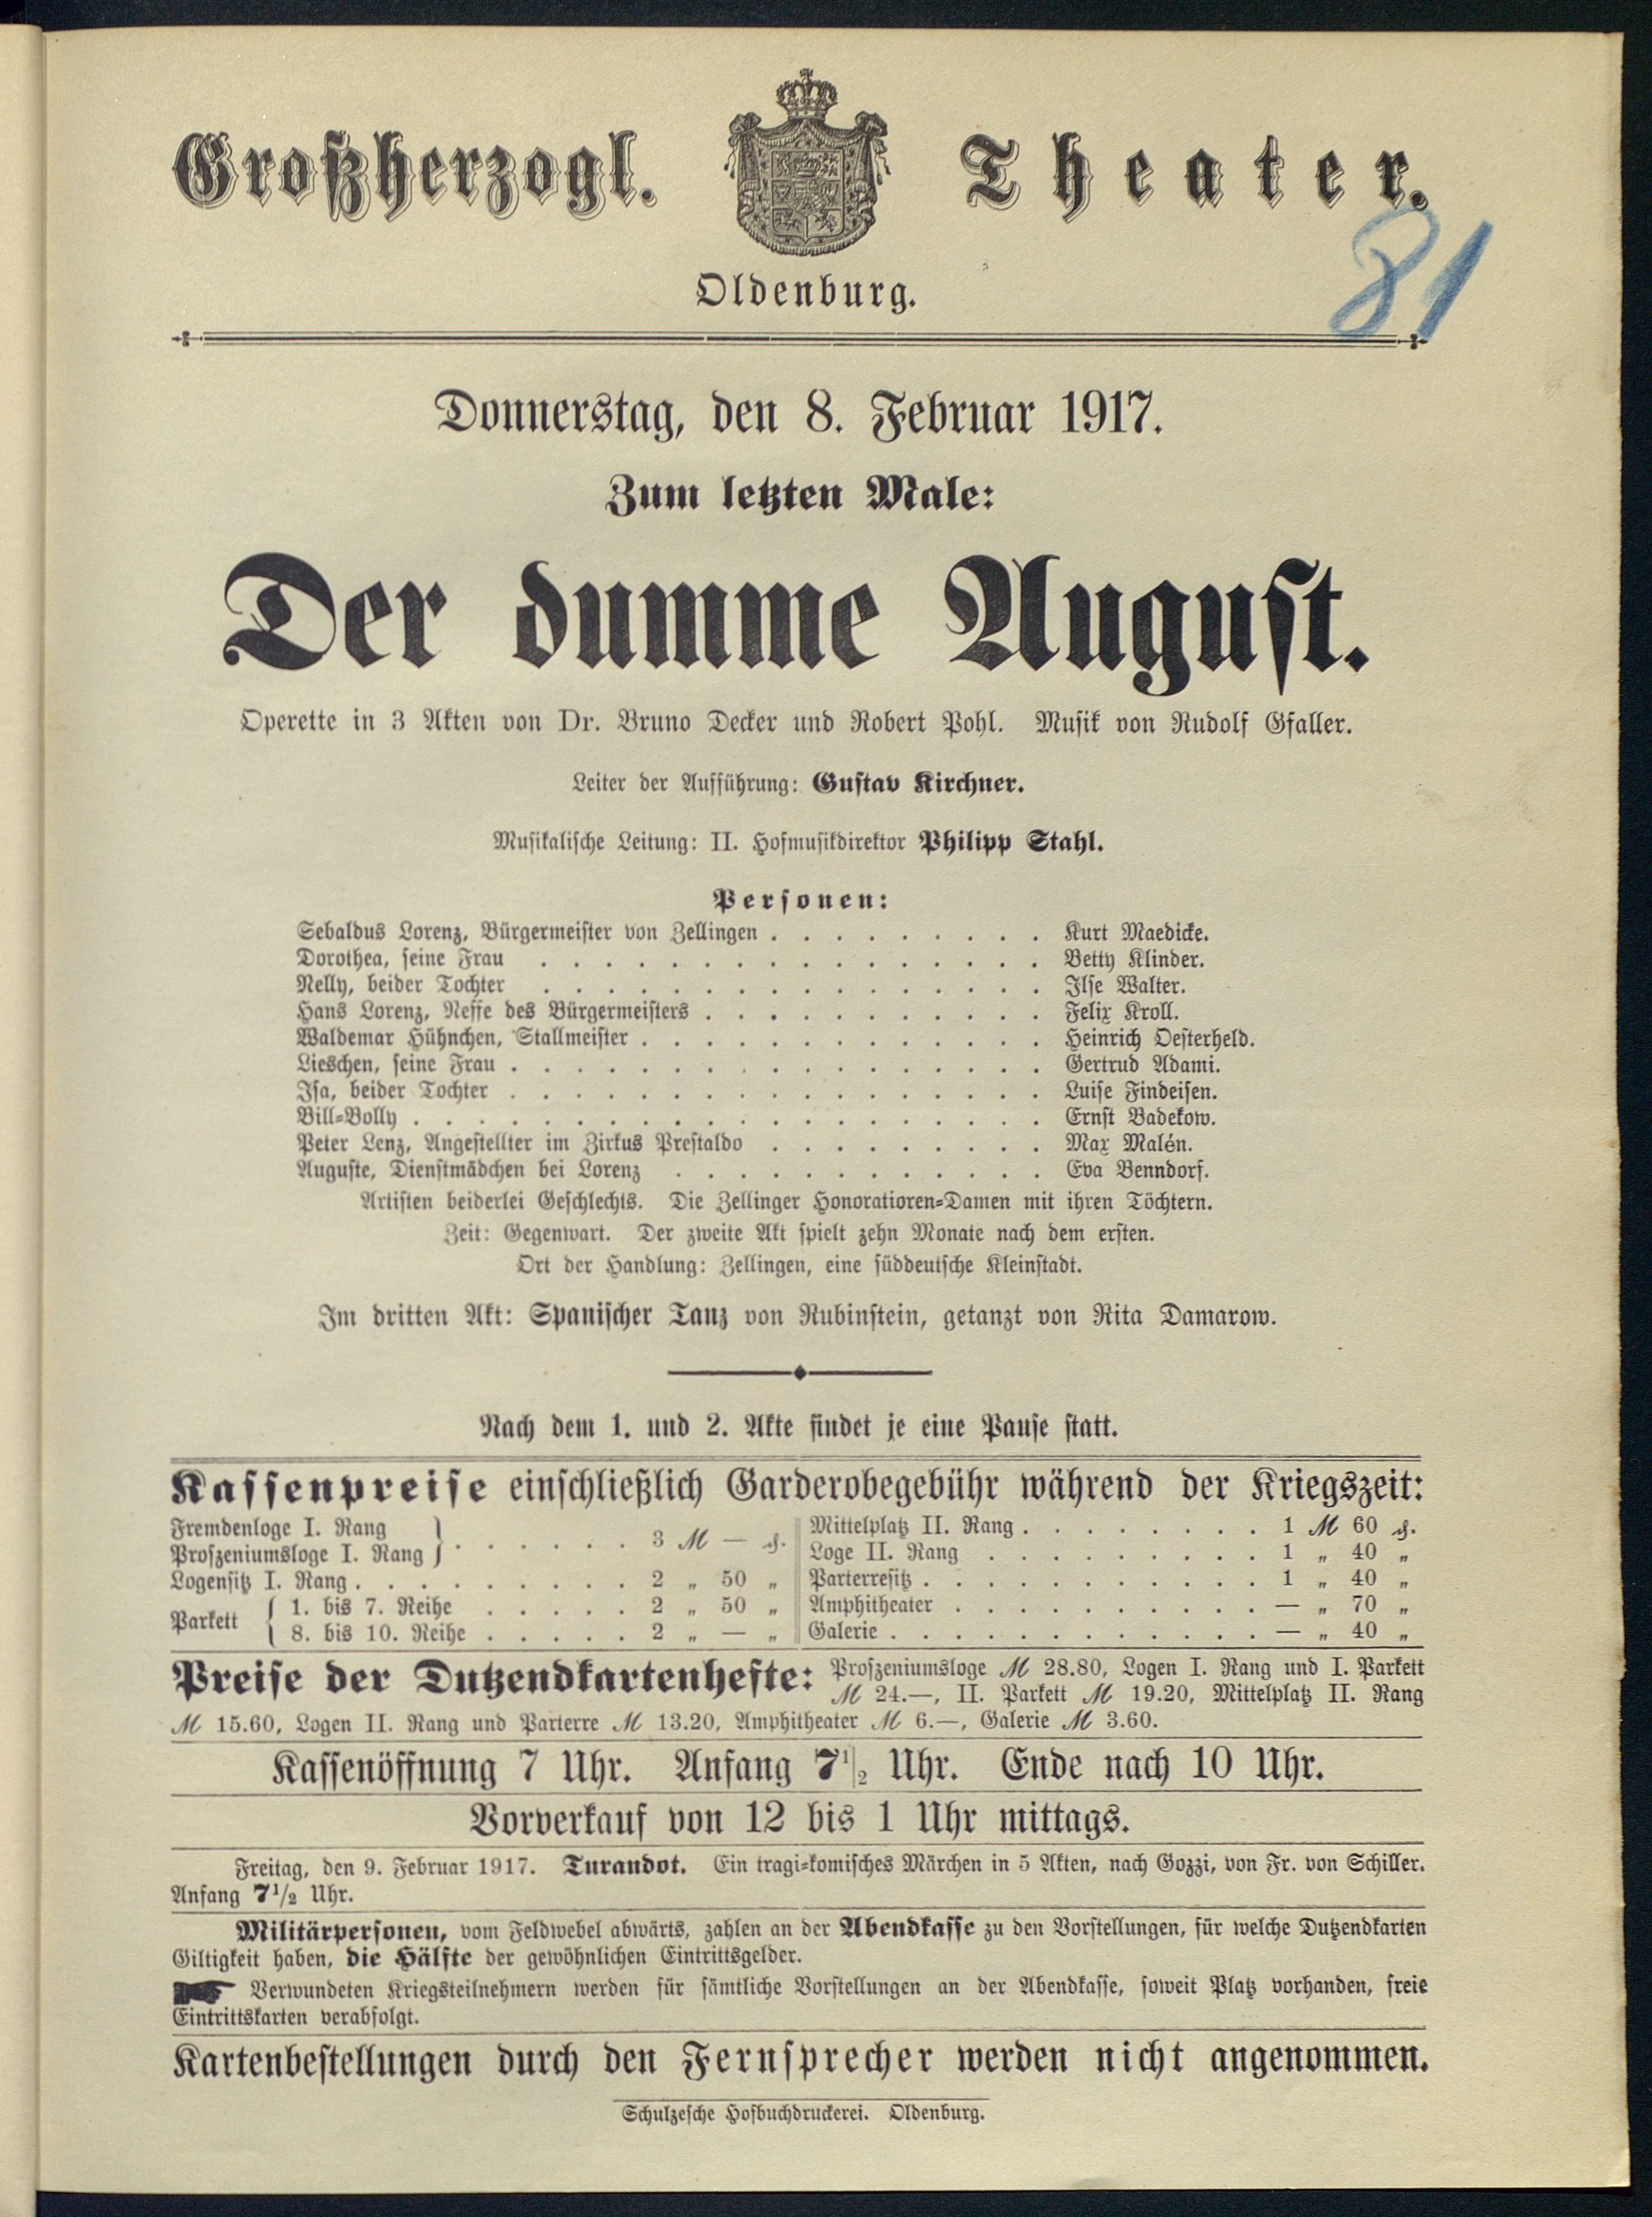 Großherzogl. Theater.
81
Oldenburg.
Donnerstag, den 8. Februar 1917.
Zum letzten Male:
Der dumme August.
Operette in 3 Akten von Dr. Bruno Decker und Robert Pohl. Musik von Rudolf Gfaller.
Leiter der Aufführung: Gustav Kirchner.
Musikalische Leitung: II. Hofmusikdirektor Philipp Stahl.
Personen:
Sebaldus Lorenz, Bürgermeister von Zellingen . . . . . . . . . Kurt Maedicke.
Dorothea, seine Frau . . . . . . . . . . . . . . . . Betty Klinder.
Nelly, beider Tochter . . . . . . . . . . . . . . . . Ilse Walter.
Hans Lorenz, Neffe des Bürgermeisters . . . . . . . . . . . Felix Kroll.
Waldemar Hühnchen, Stallmeister . . . . . . . . . . . . . Heinrich Oesterheld.
Lieschen, seine Frau . . . . . . . . . . . . . . . . . Gertrud Adami.
Isa, beider Tochter . . . . . . . . . . . . . . . . . Luise Findeisen.
Bill-Bolly . . . . . . . . . . . . . . . . . . . . Ernst Badekow.
Peter Lenz, Angestellter im Zirkus Prestaldo . . . . . . . . . Max Malén.
Auguste, Dienstmädchen bei Lorenz . . . . . . . . . . . . Eva Benndorf.
Artisten beiderlei Geschlechts. Die Zellinger Honoratioren-Damen mit ihren Töchtern.
Zeit: Gegenwart. Der zweite Akt spielt zehn Monate nach dem ersten.
Ort der Handlung: Zellingen, eine süddeutsche Kleinstadt.
Im dritten Akt: Spanischer Tanz von Rubinstein, getanzt von Rita Damarow.
Nach dem 1. und 2. Akte findet je eine Pause statt.
Kassenpreise einschließlich Garderobegebühr während der Kriegszeit:
Fremdenloge I. Rang
Proszeniumsloge I. Rang } . . . . . . 3 ℳ — ₰.
Logensitz I. Rang . . . . . . . . . . 2 „ 50 „
Parkett { 1. bis 7. Reihe . . . . . 2 „ 50 „
8. bis 10. Reihe . . . . . 2 „ — „
Mittelplatz II. Rang . . . . . . . . 1 ℳ 60 ₰.
Loge II. Rang . . . . . . . . . . 1 „ 40 „
Parterresitz . . . . . . . . . . . . 1 „ 40 „
Amphitheater . . . . . . . . . . . — „ 70 „
Galerie . . . . . . . . . . . . . — „ 40 „
Preise der Dutzendkartenhefte: Proszeniumsloge ℳ 28.80, Logen I. Rang und I. Parkett
ℳ 24.—, II. Parkett ℳ 19.20, Mittelplatz II. Rang
ℳ 15.60, Logen II. Rang und Parterre ℳ 13.20, Amphitheater ℳ 6.—, Galerie ℳ 3.60.
Kassenöffnung 7 Uhr. Anfang 7 1/2 Uhr. Ende nach 10 Uhr.
Vorverkauf von 12 bis 1 Uhr mittags.
Freitag, den 9. Februar 1917. Turandot. Ein tragi-komisches Märchen in 5 Akten, nach Gozzi, von Fr. von Schiller.
Anfang 7 1/2 Uhr.
Militärpersonen, vom Feldwebel abwärts, zahlen an der Abendkasse zu den Vorstellungen, für welche Dutzendkarten
Giltigkeit haben, die Hälfte der gewöhnlichen Eintrittsgelder.
Verwundeten Kriegsteilnehmern werden für sämtliche Vorstellungen an der Abendkasse, soweit Platz vorhanden, freie
Eintrittskarten verabfolgt.
Kartenbestellungen durch den Fernsprecher werden nicht angenommen.
Schulzesche Hofbuchdruckerei. Oldenburg.